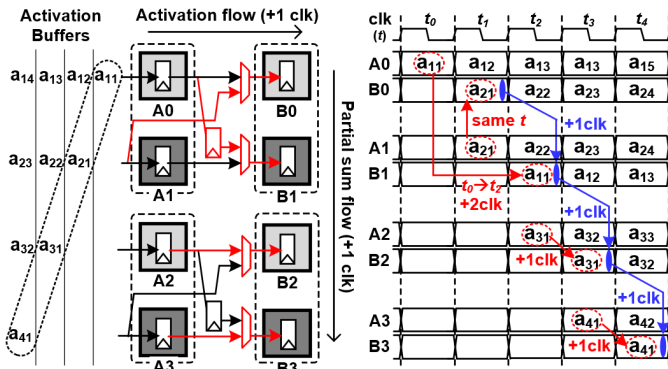 Activation
Buffers
Activation flow (+1 clk)
a14 a13 a12 a11
a23 a22 a21
a32 a31
a41
A0
B0
A1
B1
A2
B2
A3
B3
Partial sum flow (+1 clk)
clk
(t)
t0 t1 t2 t3 t4
A0 a11 a12 a13 a13 a15
B0 a21 a22 a23 a24
same t
+1clk
A1 a21 a22 a23 a24
B1 a11 a12 a13
t0→t2
+2clk
+1clk
A2 a31 a32 a33
B2 a31 a32
+1clk
+1clk
A3 a41 a42
B3 a41
+1clk